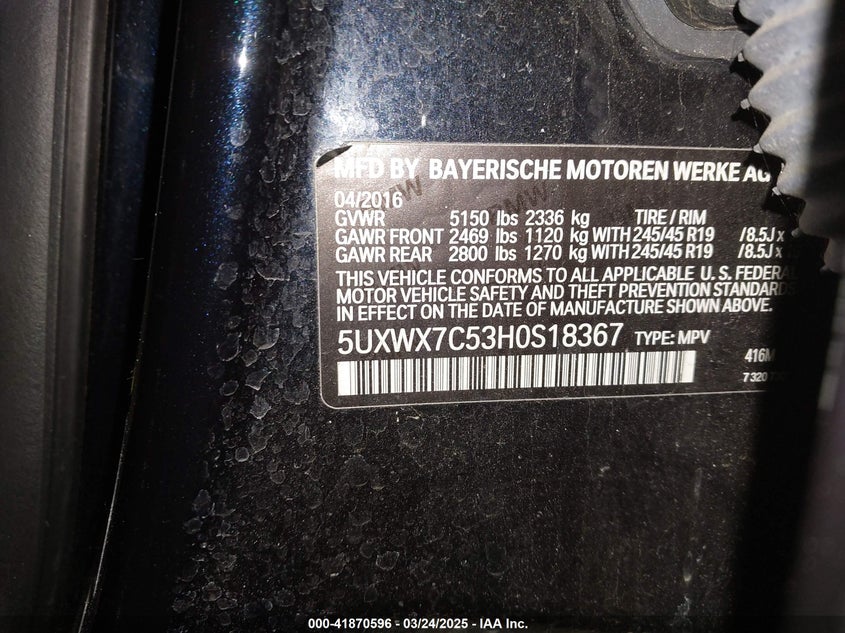 MFD BY BAYERISCHE MOTOREN WERKE AG
04/2016
GVWR 5150 lbs 2336 kg TIRE / RIM
GAWR FRONT 2469 lbs 1120 kg WITH 245/45 R19 /8.5J x
GAWR REAR 2800 lbs 1270 kg WITH 245/45 R19 /8.5J x
THIS VEHICLE CONFORMS TO ALL APPLICABLE U. S. FEDERAL
MOTOR VEHICLE SAFETY AND THEFT PREVENTION STANDARDS
IN EFFECT ON THE DATE OF MANUFACTURE SHOWN ABOVE.
5UXWX7C53H0S18367 TYPE: MPV
416M
7320
000-41870596 - 03/24/2025 - IAA Inc.